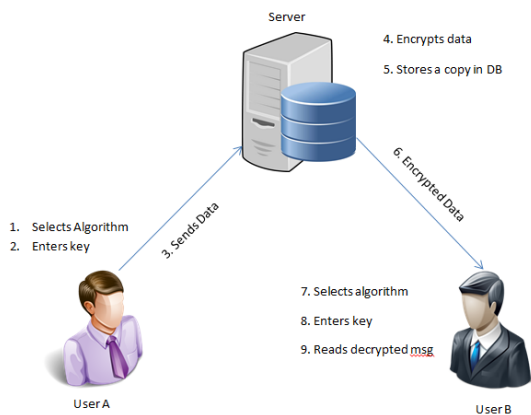 Server
4. Encrypts data
5. Stores a copy in DB
6. Encrypted Data
1. Selects Algorithm
2. Enters key
3. Sends Data
7. Selects algorithm
8. Enters key
9. Reads decrypted msg
User A
User B